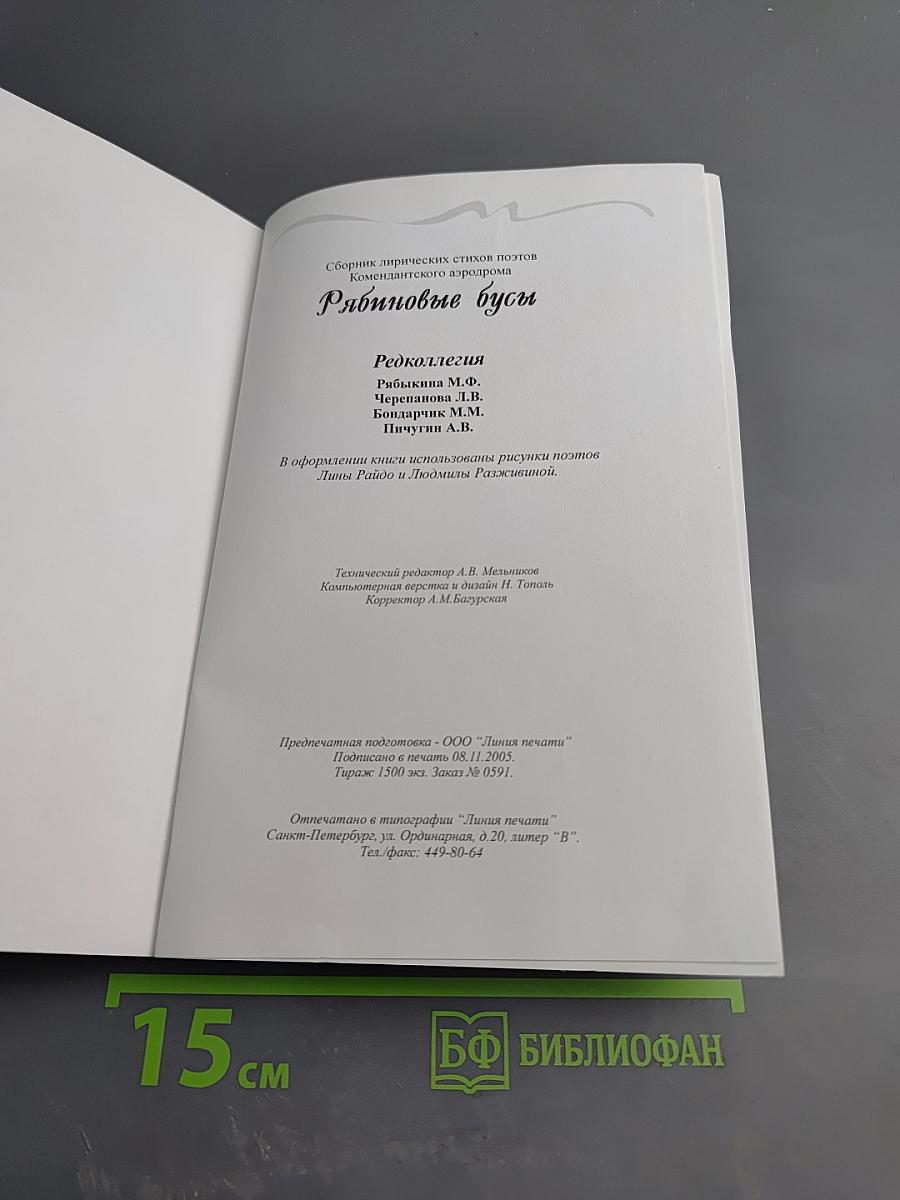 Сборник лирических стихов поэтов
Комендантского аэродрома
Рябиновые бусы
Редколлегия
Рябыкина М.Ф.
Черепанова Л.В.
Бондарчик М.М.
Пичугин А.В.
В оформлении книги использованы рисунки поэтов
Лины Райдо и Людмилы Разживиной.
Технический редактор А.В. Мельников
Компьютерная верстка и дизайн Н. Тополь
Корректор А.М.Багурская
Предпечатная подготовка - ООО "Линия печати"
Подписано в печать 08.11.2005.
Тираж 1500 экз. Заказ № 0591.
Отпечатано в типографии "Линия печати"
Санкт-Петербург, ул. Ординарная, д.20, литер "В".
Тел./факс: 449-80-64
15 см
БФ БИБЛИОФАН